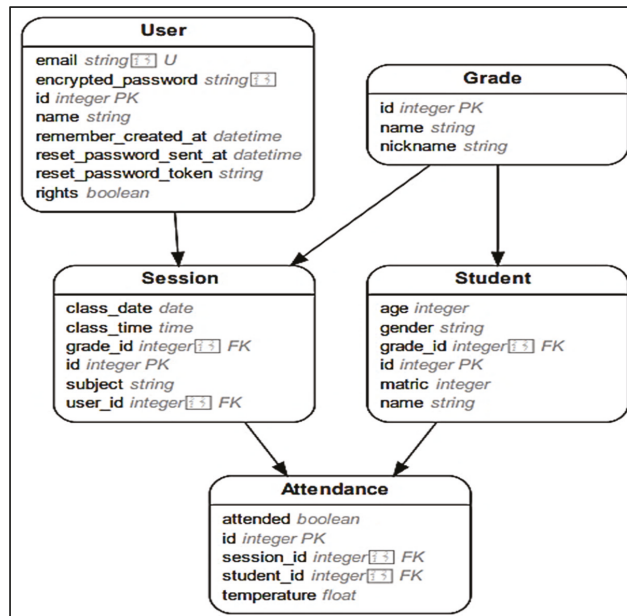 User
email string U
encrypted_password string
id integer PK
name string
remember_created_at datetime
reset_password_sent_at datetime
reset_password_token string
rights boolean
Grade
id integer PK
name string
nickname string
Session
class_date date
class_time time
grade_id integer FK
id integer PK
subject string
user_id integer FK
Student
age integer
gender string
grade_id integer FK
id integer PK
matric integer
name string
Attendance
attended boolean
id integer PK
session_id integer FK
student_id integer FK
temperature float